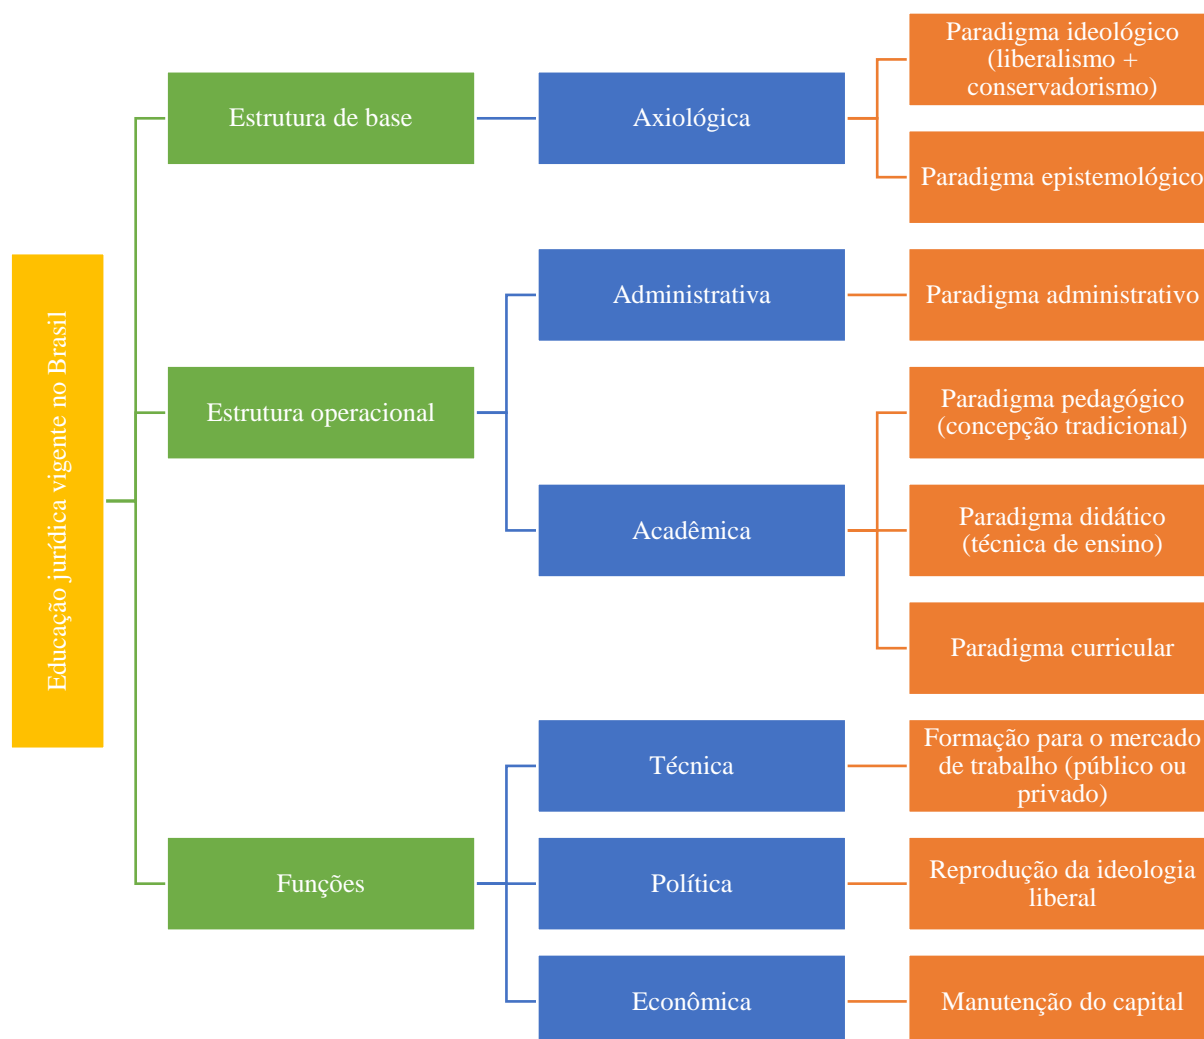 Educação jurídica vigente no Brasil
Estrutura de base
Axiológica
Paradigma ideológico
(liberalismo +
conservadorismo)
Paradigma epistemológico
Estrutura operacional
Administrativa
Paradigma administrativo
Acadêmica
Paradigma pedagógico
(concepção tradicional)
Paradigma didático
(técnica de ensino)
Paradigma curricular
Funções
Técnica
Formação para o mercado
de trabalho (público ou
privado)
Política
Reprodução da ideologia
liberal
Econômica
Manutenção do capital